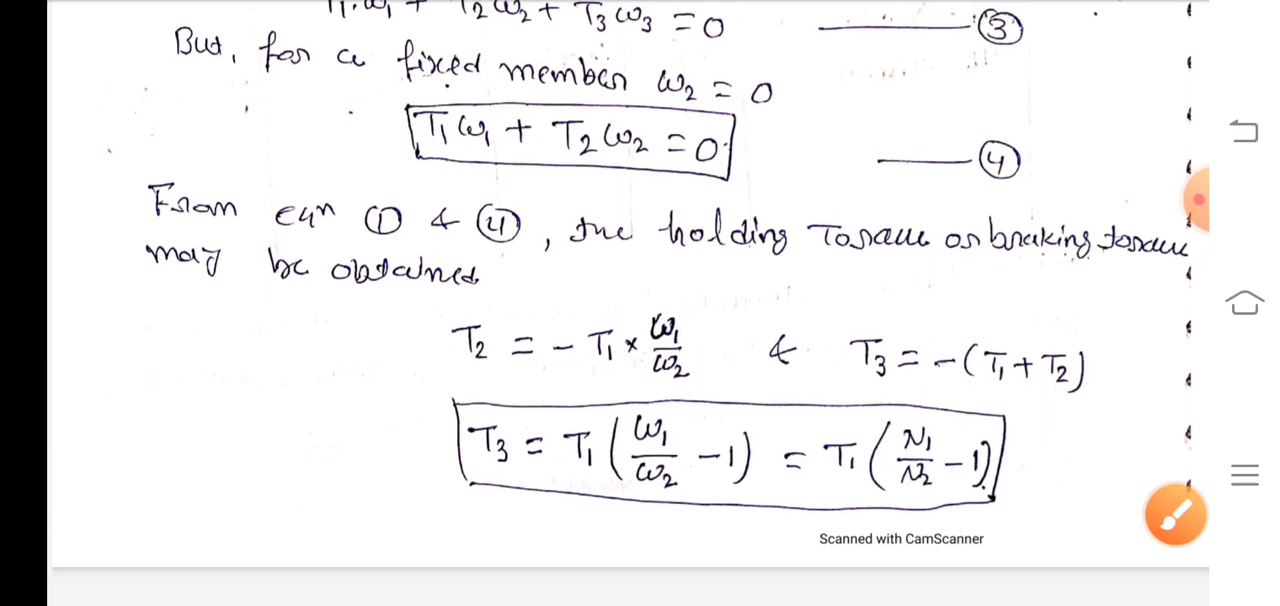 T₁.ω₁ + T₂ω₂ + T₃ω₃ = 0 —— ③
But, for a fixed member ω₂ = 0
T₁ω₁ + T₂ω₂ = 0 —— ④
From eqn ① & ④, the holding Torque or braking torque
may be obtained
T₂ = - T₁ × ω₁/ω₂ & T₃ = -(T₁ + T₂)
T₃ = T₁ (ω₁/ω₂ - 1) = T₁ (N₁/N₂ - 1)
Scanned with CamScanner